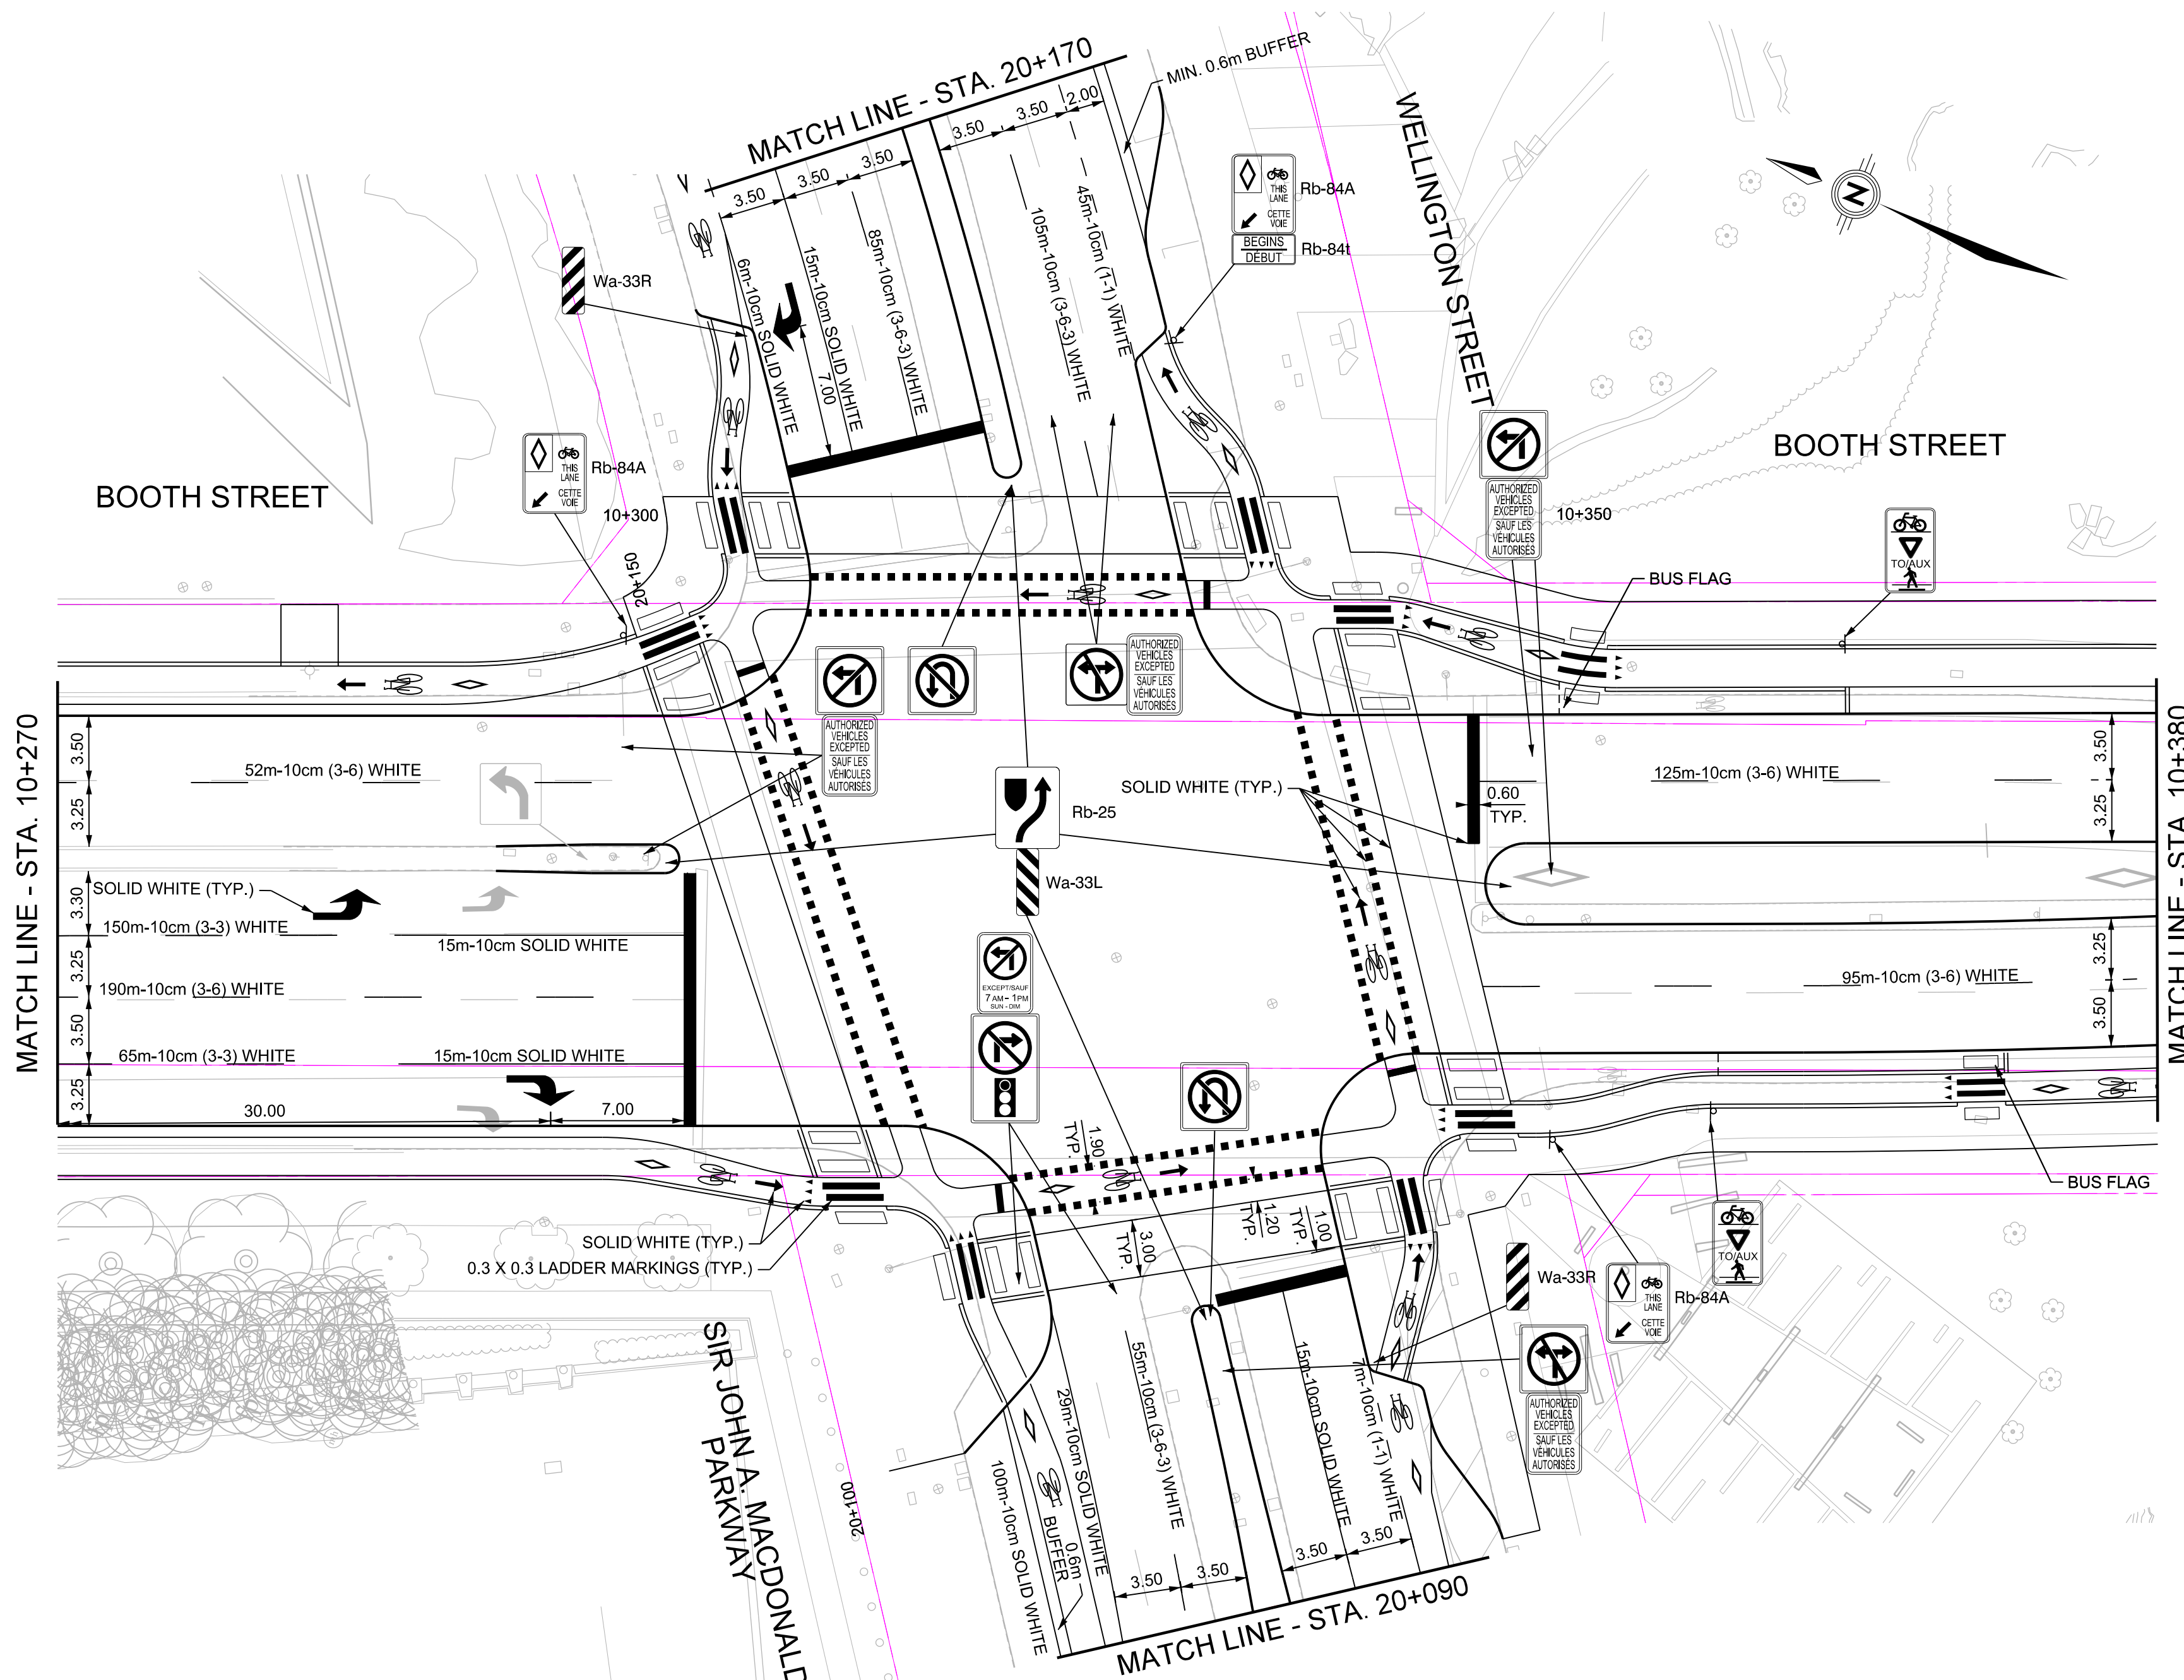 MATCH LINE - STA. 20+170
MIN. 0.6m BUFFER
3.50
3.50
3.50
3.50
3.50
2.00
WELLINGTON STREET
THIS
LANE
CETTE
VOIE
Rb-84A
BEGINS
DÉBUT
Rb-84t
N
Wa-33R
6m-10cm SOLID WHITE
15m-10cm SOLID WHITE
85m-10cm (3-6-3) WHITE
105m-10cm (3-6-3) WHITE
45m-10cm (1-1) WHITE
7.00
BOOTH STREET
BOOTH STREET
THIS
LANE
CETTE
VOIE
Rb-84A
10+300
20+150
AUTHORIZED
VEHICLES
EXCEPTED
SAUF LES
VÉHICULES
AUTORISÉS
10+350
TO/AUX
BUS FLAG
AUTHORIZED
VEHICLES
EXCEPTED
SAUF LES
VÉHICULES
AUTORISÉS
AUTHORIZED
VEHICLES
EXCEPTED
SAUF LES
VÉHICULES
AUTORISÉS
MATCH LINE - STA. 10+270
3.50
3.25
3.30
3.25
3.50
3.25
52m-10cm (3-6) WHITE
SOLID WHITE (TYP.)
150m-10cm (3-3) WHITE
15m-10cm SOLID WHITE
190m-10cm (3-6) WHITE
65m-10cm (3-3) WHITE
15m-10cm SOLID WHITE
30.00
7.00
Rb-25
Wa-33L
SOLID WHITE (TYP.)
0.60
TYP.
125m-10cm (3-6) WHITE
3.50
3.25
3.25
3.50
95m-10cm (3-6) WHITE
MATCH LINE - STA. 10+380
EXCEPT/SAUF
7 AM - 1 PM
SUN - DIM
1.90
TYP.
3.00
TYP.
1.20
TYP.
1.00
TYP.
BUS FLAG
SOLID WHITE (TYP.)
0.3 X 0.3 LADDER MARKINGS (TYP.)
TO/AUX
Wa-33R
THIS
LANE
CETTE
VOIE
Rb-84A
AUTHORIZED
VEHICLES
EXCEPTED
SAUF LES
VÉHICULES
AUTORISÉS
SIR JOHN A. MACDONALD
PARKWAY
20+100
100m-10cm SOLID WHITE
0.6m
BUFFER
29m-10cm SOLID WHITE
55m-10cm (3-6-3) WHITE
15m-10cm SOLID WHITE
7m-10cm (1-1) WHITE
3.50
3.50
3.50
3.50
MATCH LINE - STA. 20+090